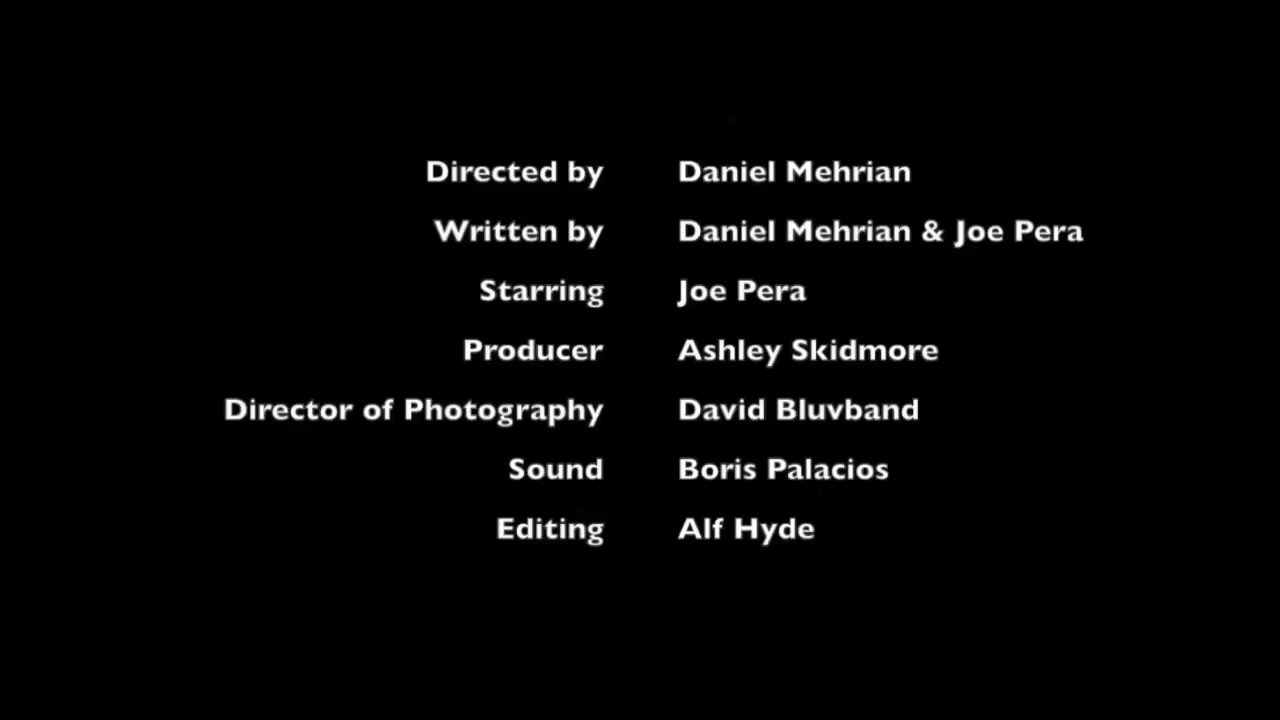 Directed by Daniel Mehrian
Written by Daniel Mehrian & Joe Pera
Starring Joe Pera
Producer Ashley Skidmore
Director of Photography David Bluvband
Sound Boris Palacios
Editing Alf Hyde